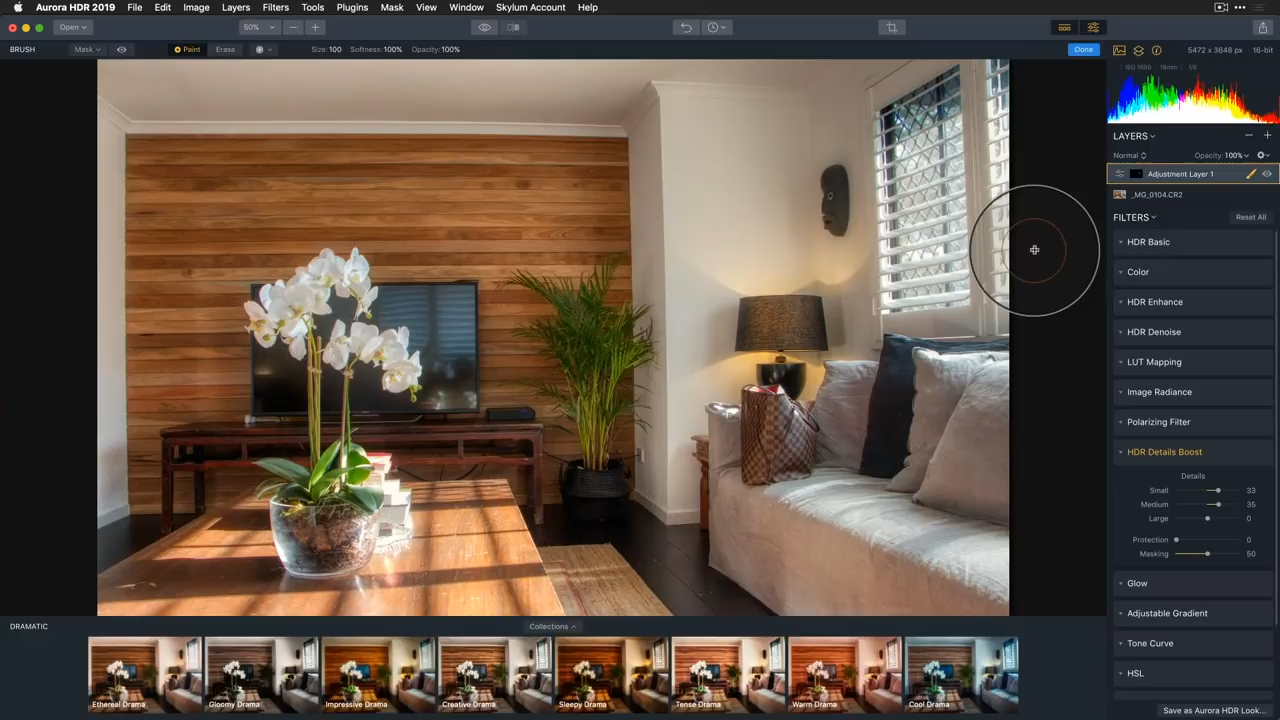 Aurora HDR 2019 File Edit Image Layers Filters Tools Plugins Mask View Window Skylum Account Help
Open 50%
BRUSH Mask Paint Erase Size: 100 Softness: 100% Opacity: 100% Done 5472 x 3648 px 16-bit
ISO 1600 18mm f/8
LAYERS
Normal Opacity: 100%
Adjustment Layer 1
_MG_0104.CR2
FILTERS Reset All
HDR Basic
Color
HDR Enhance
HDR Denoise
LUT Mapping
Image Radiance
Polarizing Filter
HDR Details Boost
Details
Small 33
Medium 35
Large 0
Protection 0
Masking 50
Glow
Adjustable Gradient
Tone Curve
HSL
DRAMATIC Collections
Ethereal Drama Gloomy Drama Impressive Drama Creative Drama Sleepy Drama Tense Drama Warm Drama Cool Drama
Save as Aurora HDR Look...